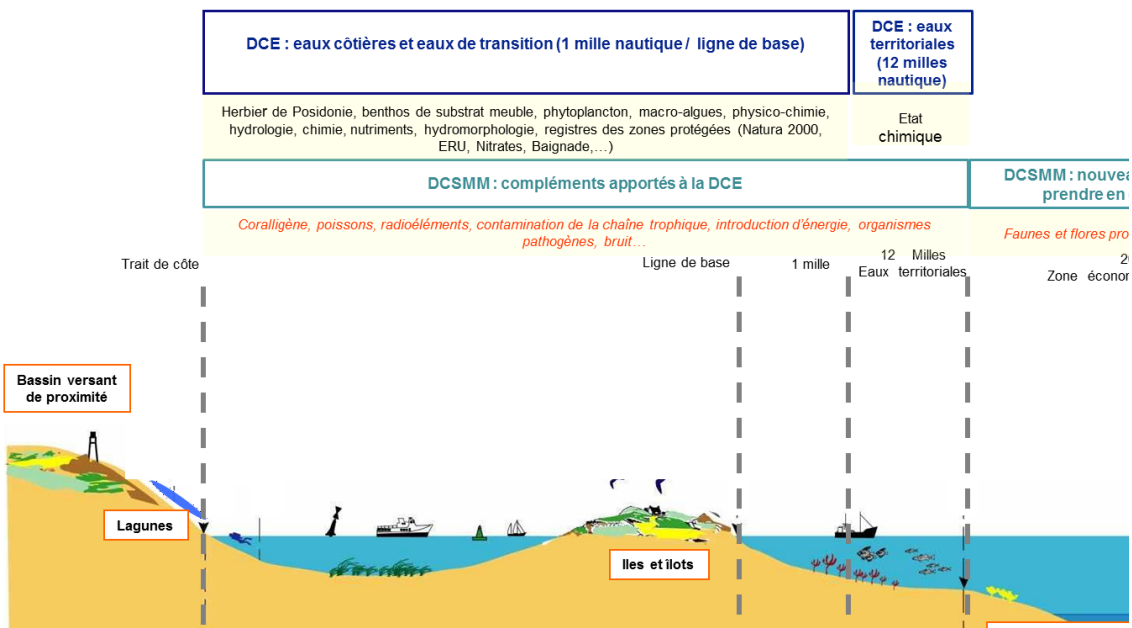 DCE : eaux côtières et eaux de transition (1 mille nautique / ligne de base)
DCE : eaux
territoriales
(12 milles
nautique)
Herbier de Posidonie, benthos de substrat meuble, phytoplancton, macro-algues, physico-chimie,
hydrologie, chimie, nutriments, hydromorphologie, registres des zones protégées (Natura 2000,
ERU, Nitrates, Baignade,…)
Etat
chimique
DCSMM : compléments apportés à la DCE
DCSMM : nouvea
prendre en
Coralligène, poissons, radioéléments, contamination de la chaîne trophique, introduction d'énergie, organismes
pathogènes, bruit…
Faunes et flores pro
Trait de côte
Ligne de base
1 mille
12 Milles
Eaux territoriales
20
Zone économ
Bassin versant
de proximité
Lagunes
Iles et îlots